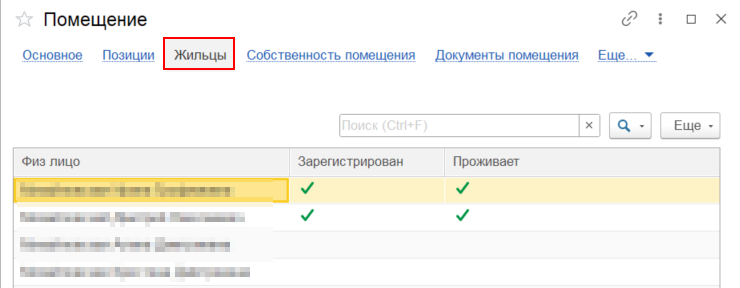 Помещение
Основное Позиции Жильцы Собственность помещения Документы помещения Еще...
Поиск (Ctrl+F) × Еще
Физ лицо Зарегистрирован Проживает